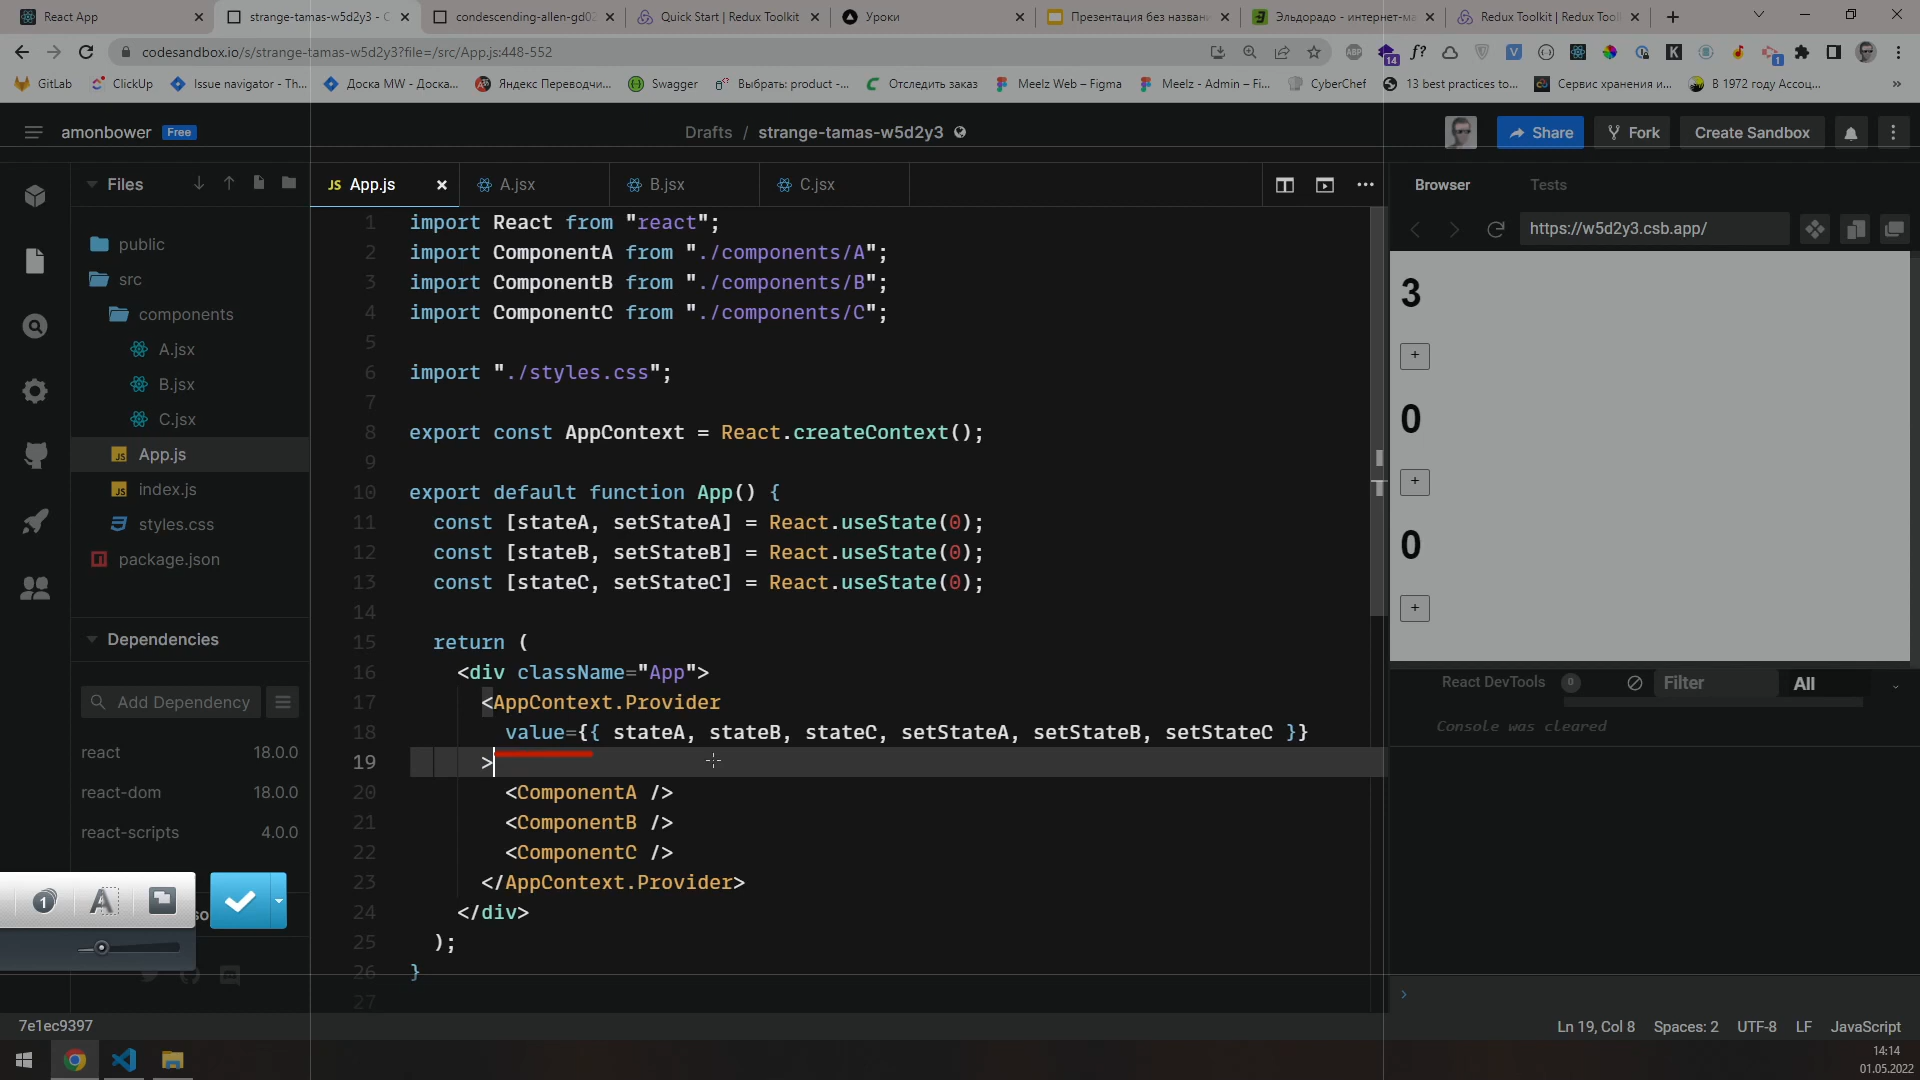 React App
strange-tamas-w5d2y3 - C
condescending-allen-gd02
Quick Start | Redux Toolkit
Уроки
Презентация без назван
Эльдорадо - интернет-ма
Redux Toolkit | Redux Tool
codesandbox.io/s/strange-tamas-w5d2y3?file=/src/App.js:448-552
GitLab
ClickUp
Issue navigator - Th...
Доска MW - Доска...
Яндекс Переводчи...
Swagger
Выбрать: product -...
Отследить заказ
Meelz Web – Figma
Meelz - Admin – Fi...
CyberChef
13 best practices to...
Сервис хранения и...
В 1972 году Ассоц...
amonbower Free
Drafts / strange-tamas-w5d2y3
Share
Fork
Create Sandbox
Files
public
src
components
A.jsx
B.jsx
C.jsx
App.js
index.js
styles.css
package.json
Dependencies
Add Dependency
react 18.0.0
react-dom 18.0.0
react-scripts 4.0.0
7e1ec9397
App.js
A.jsx
B.jsx
C.jsx
1 import React from "react";
2 import ComponentA from "./components/A";
3 import ComponentB from "./components/B";
4 import ComponentC from "./components/C";
5
6 import "./styles.css";
7
8 export const AppContext = React.createContext();
9
10 export default function App() {
11 const [stateA, setStateA] = React.useState(0);
12 const [stateB, setStateB] = React.useState(0);
13 const [stateC, setStateC] = React.useState(0);
14
15 return (
16 <div className="App">
17 <AppContext.Provider
18 value={{ stateA, stateB, stateC, setStateA, setStateB, setStateC }}
19 >
20 <ComponentA />
21 <ComponentB />
22 <ComponentC />
23 </AppContext.Provider>
24 </div>
25 );
26 }
27
Browser
Tests
https://w5d2y3.csb.app/
3
+
0
+
0
+
React DevTools 0
Filter
All
Console was cleared
Ln 19, Col 8
Spaces: 2
UTF-8
LF
JavaScript
14:14
01.05.2022